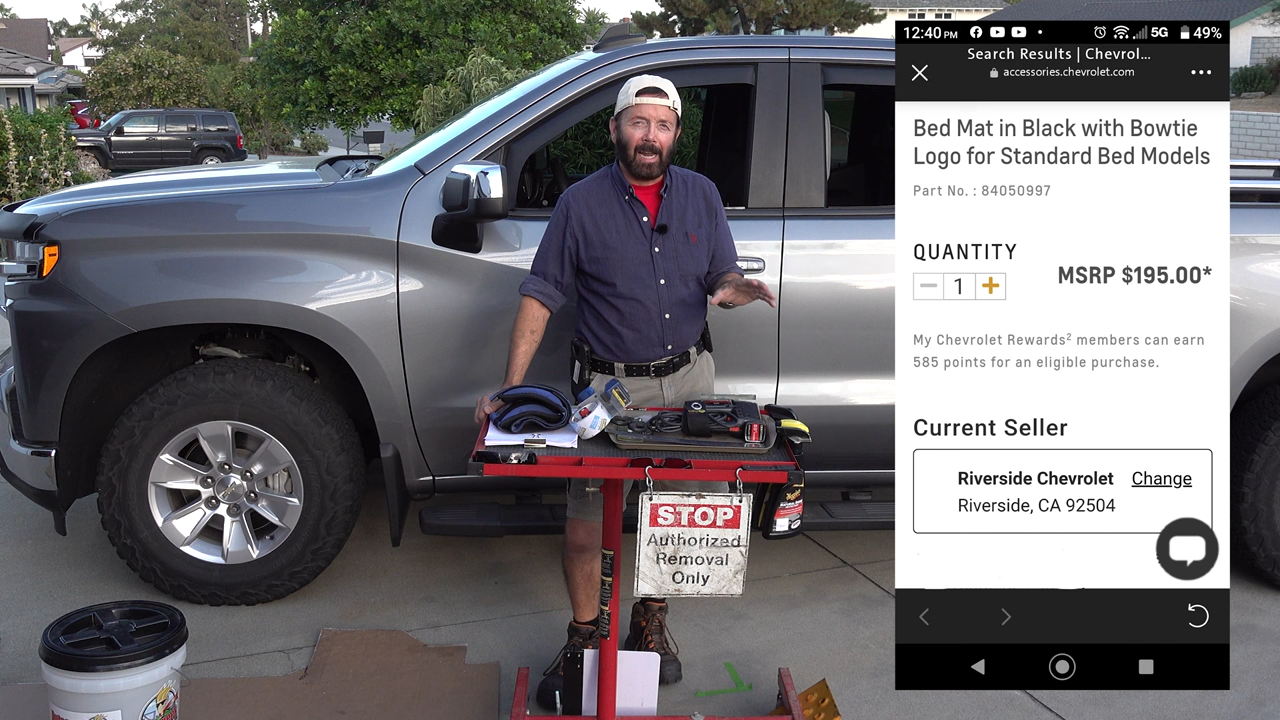 STOP
Authorized
Removal
Only
12:40 PM
5G
49%
Search Results | Chevrol...
accessories.chevrolet.com
Bed Mat in Black with Bowtie
Logo for Standard Bed Models
Part No. : 84050997
QUANTITY
1
MSRP $195.00*
My Chevrolet Rewards² members can earn
585 points for an eligible purchase.
Current Seller
Riverside Chevrolet Change
Riverside, CA 92504